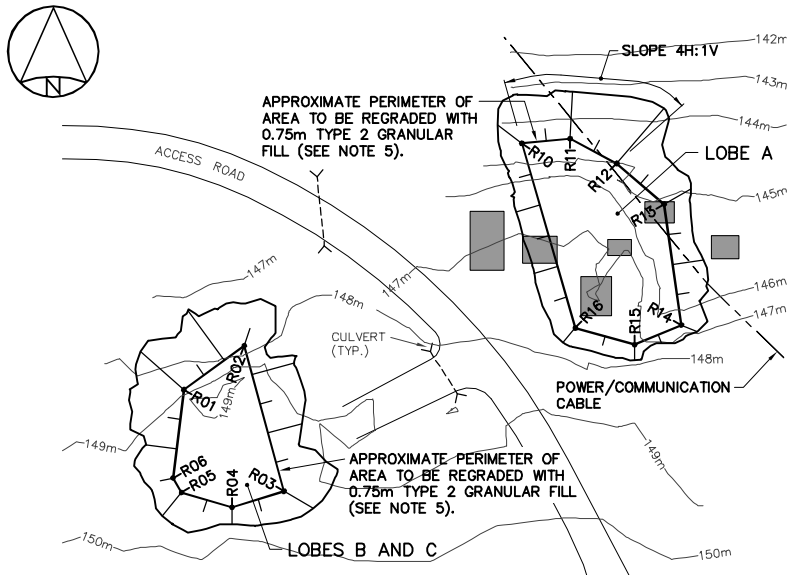 142m
SLOPE 4H:1V
143m
APPROXIMATE PERIMETER OF
AREA TO BE REGRADED WITH
0.75m TYPE 2 GRANULAR
FILL (SEE NOTE 5).
144m
N
ACCESS ROAD
R10
R11
R12
LOBE A
R13
145m
147m
147m
146m
148m
147m
R16
R15
R14
CULVERT
(TYP.)
148m
R02
POWER/COMMUNICATION
CABLE
R01
149m
149m
149m
APPROXIMATE PERIMETER OF
AREA TO BE REGRADED WITH
0.75m TYPE 2 GRANULAR FILL
(SEE NOTE 5).
R06
R05
R04
R03
150m
LOBES B AND C
150m